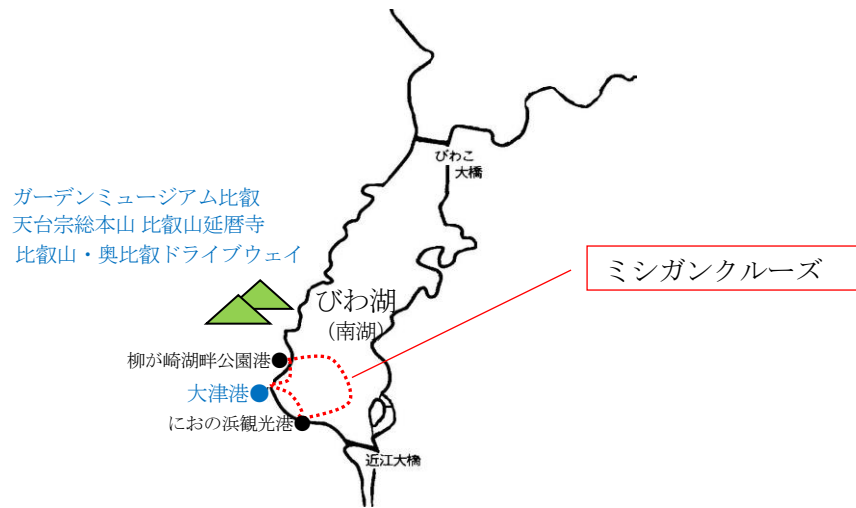 びわこ
大橋
ガーデンミュージアム比叡
天台宗総本山 比叡山延暦寺
比叡山・奥比叡ドライブウェイ
ミシガンクルーズ
びわ湖
(南湖)
柳が崎湖畔公園港
大津港
におの浜観光港
近江大橋